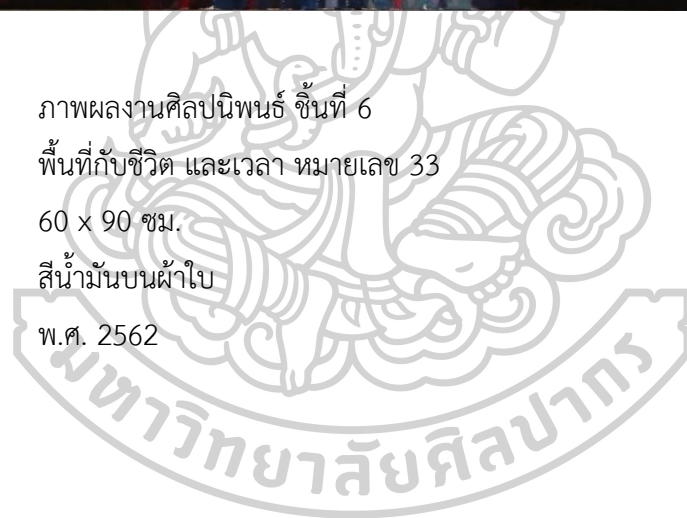 ภาพผลงานศิลปนิพนธ์ ชิ้นที่ 6
พื้นที่กับชีวิต และเวลา หมายเลข 33
60 x 90 ซม.
สีน้ำมันบนผ้าใบ
พ.ศ. 2562
มหาวิทยาลัยศิลปากร